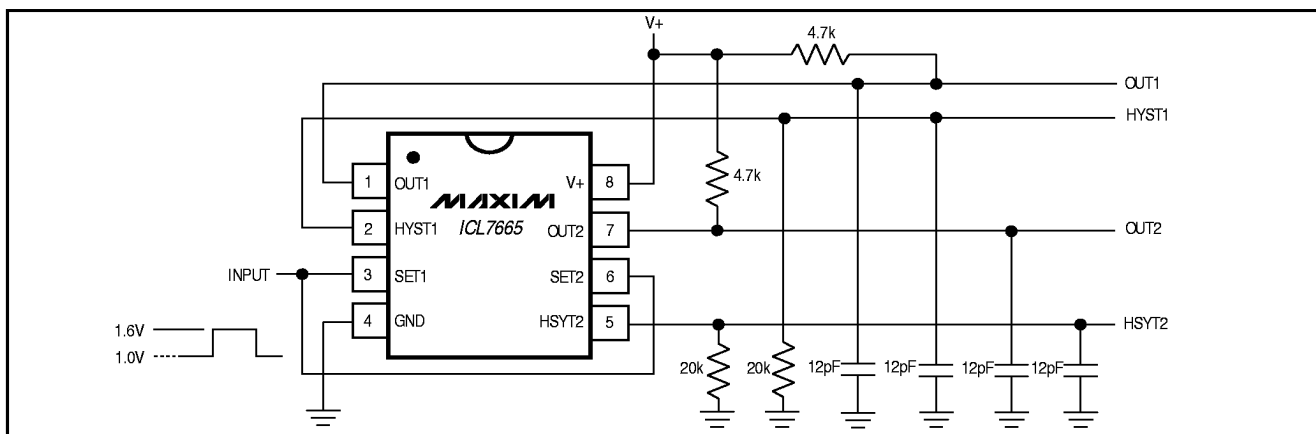 V+
4.7k
OUT1
HYST1
4.7k
1 OUT1
V+ 8
MAXIM
ICL7665
2 HYST1
OUT2 7
OUT2
INPUT
3 SET1
SET2 6
4 GND
HSYT2 5
HSYT2
1.6V
1.0V
20k
20k
12pF
12pF
12pF
12pF